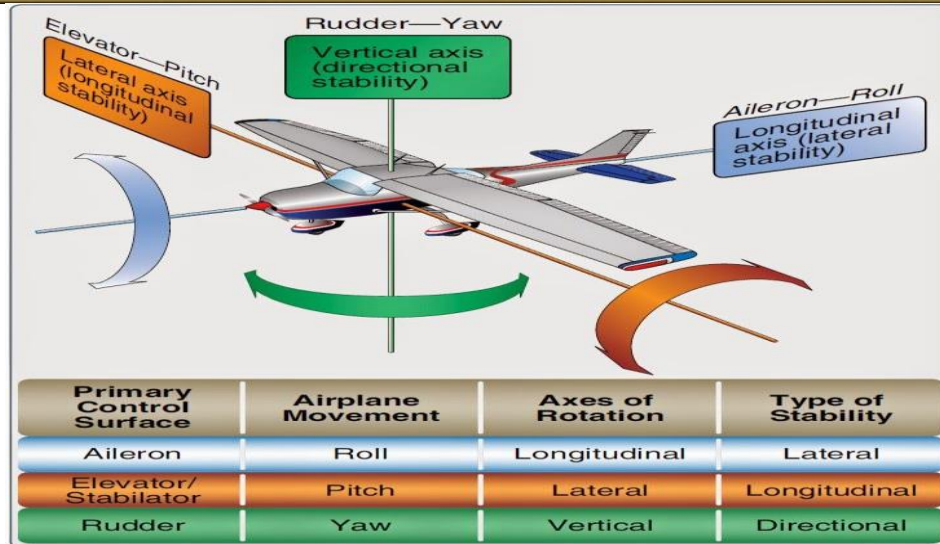 Rudder—Yaw
Vertical axis
(directional
stability)
Elevator—Pitch
Lateral axis
(longitudinal
stability)
Aileron—Roll
Longitudinal
axis (lateral
stability)
Primary
Control
Surface
Airplane
Movement
Axes of
Rotation
Type of
Stability
Aileron
Roll
Longitudinal
Lateral
Elevator/
Stabilator
Pitch
Lateral
Longitudinal
Rudder
Yaw
Vertical
Directional